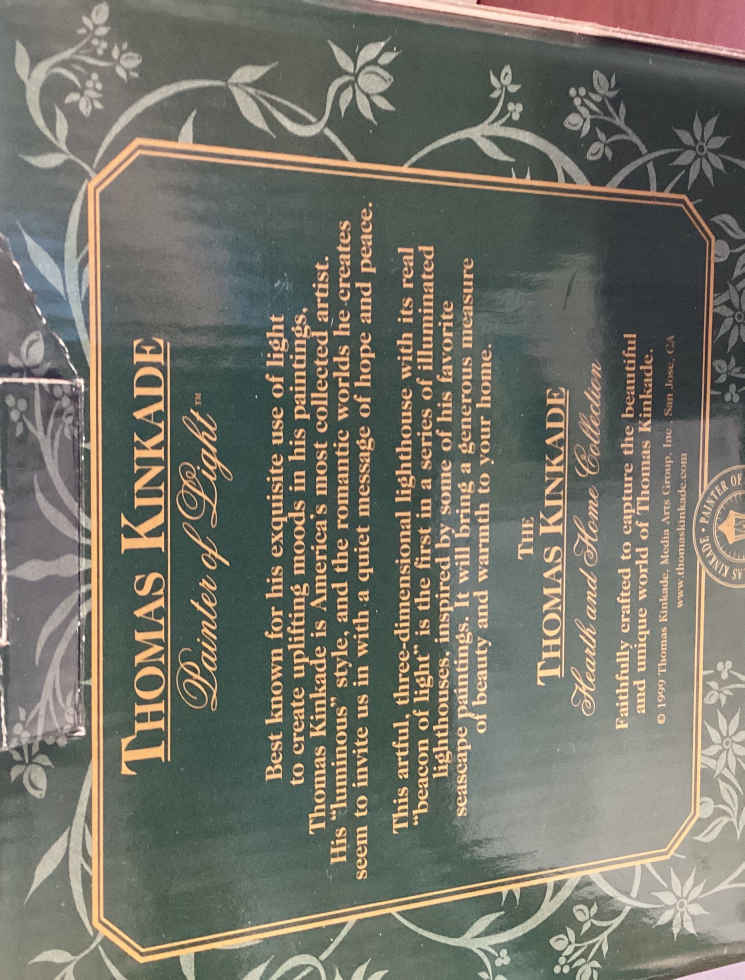 THOMAS KINKADE
Painter of Light™
Best known for his exquisite use of light
to create uplifting moods in his paintings,
Thomas Kinkade is America's most collected artist.
His "luminous" style, and the romantic worlds he creates
seem to invite us in with a quiet message of hope and peace.
This artful, three-dimensional lighthouse with its real
"beacon of light" is the first in a series of illuminated
lighthouses, inspired by some of his favorite
seascape paintings. It will bring a generous measure
of beauty and warmth to your home.
THE
THOMAS KINKADE
Hearth and Home Collection
Faithfully crafted to capture the beautiful
and unique world of Thomas Kinkade.
© 1999 Thomas Kinkade, Media Arts Group, Inc., San Jose, CA
www.thomaskinkade.com
AS KINKADE • PAINTER OF